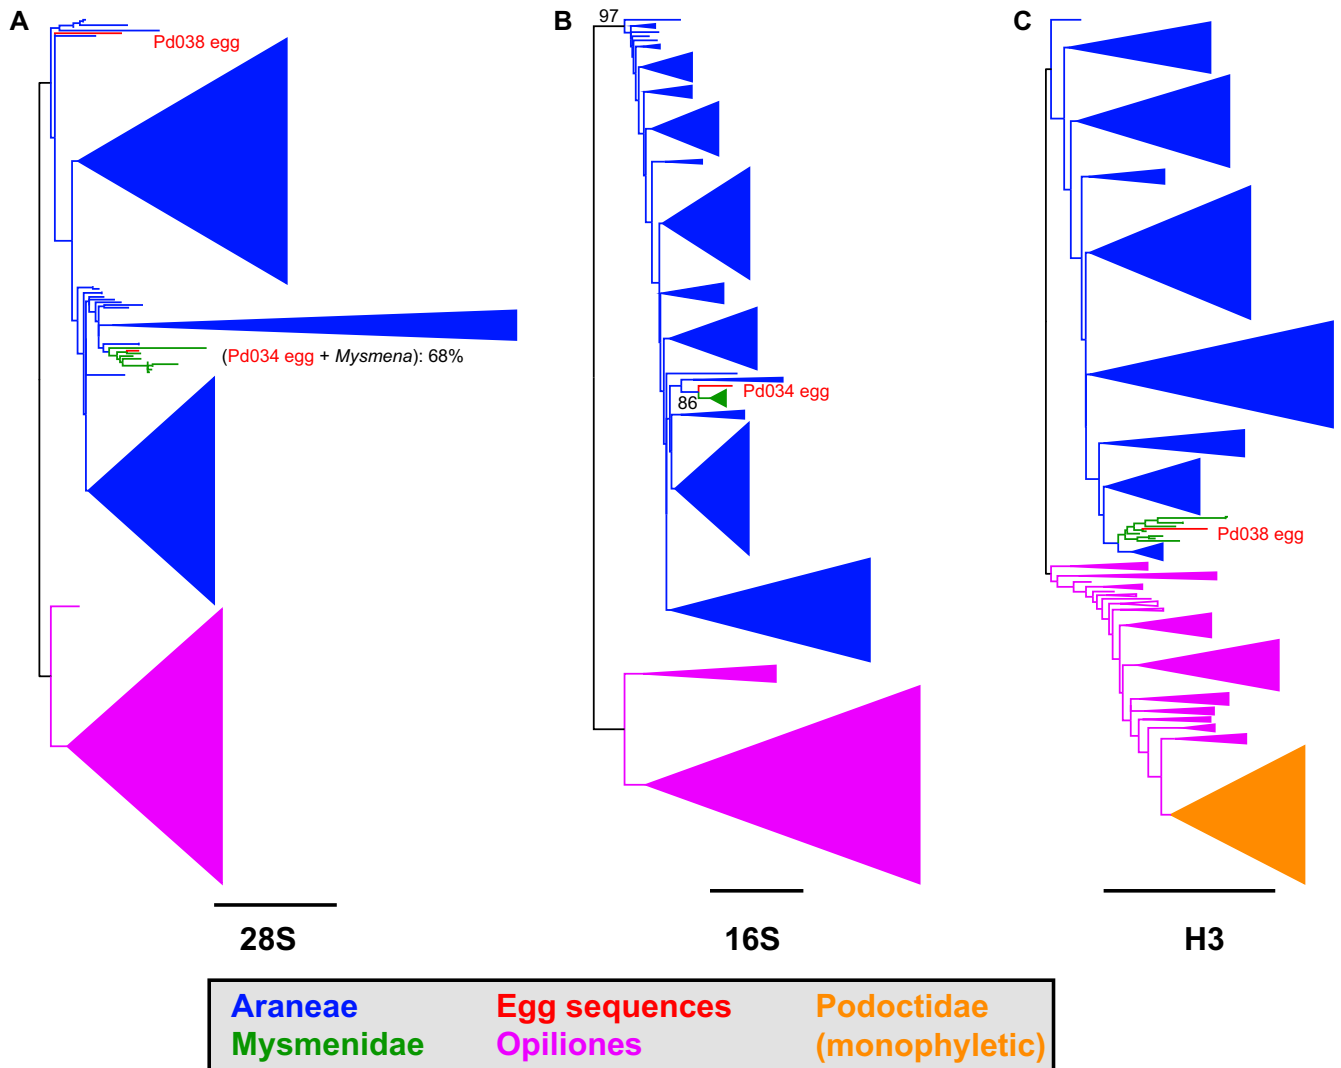 A
B
C
97
Pd038 egg
(Pd034 egg + Mysmena): 68%
Pd034 egg
86
Pd038 egg
28S
16S
H3
Araneae
Egg sequences
Podoctidae
Mysmenidae
Opiliones
(monophyletic)